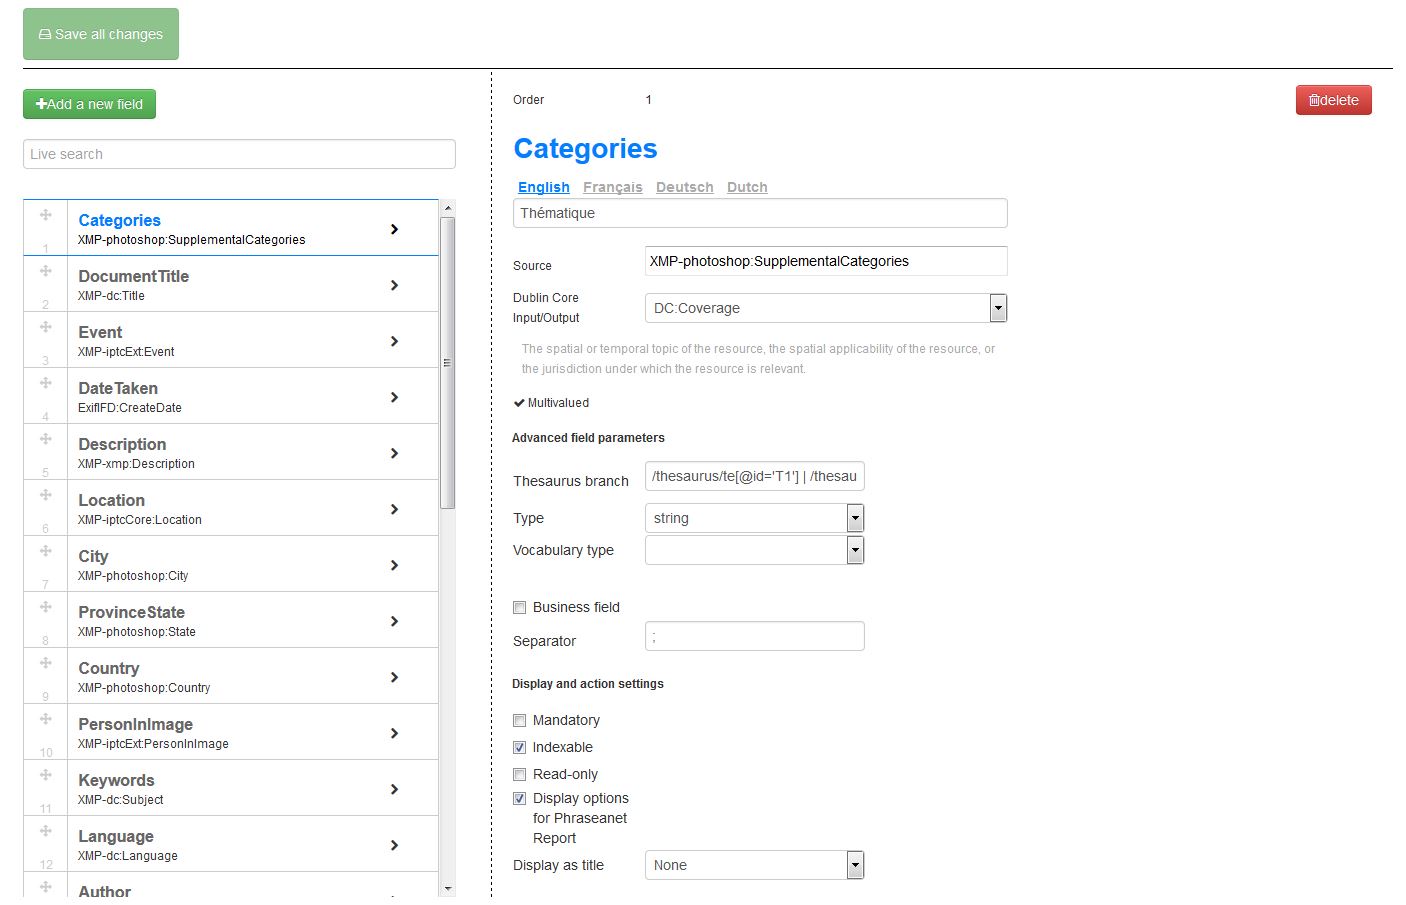 Save all changes
Add a new field
Live search
Categories
XMP-photoshop:SupplementalCategories
1
DocumentTitle
XMP-dc:Title
2
Event
XMP-iptcExt:Event
3
DateTaken
ExifIFD:CreateDate
4
Description
XMP-xmp:Description
5
Location
XMP-iptcCore:Location
6
City
XMP-photoshop:City
7
ProvinceState
XMP-photoshop:State
8
Country
XMP-photoshop:Country
9
PersonInImage
XMP-iptcExt:PersonInImage
10
Keywords
XMP-dc:Subject
11
Language
XMP-dc:Language
12
Author
Order 1
delete
Categories
English Français Deutsch Dutch
Thématique
Source XMP-photoshop:SupplementalCategories
Dublin Core
Input/Output
DC:Coverage
The spatial or temporal topic of the resource, the spatial applicability of the resource, or
the jurisdiction under which the resource is relevant.
Multivalued
Advanced field parameters
Thesaurus branch /thesaurus/te[@id='T1'] | /thesau
Type string
Vocabulary type
Business field
Separator ;
Display and action settings
Mandatory
Indexable
Read-only
Display options
for Phraseanet
Report
Display as title None